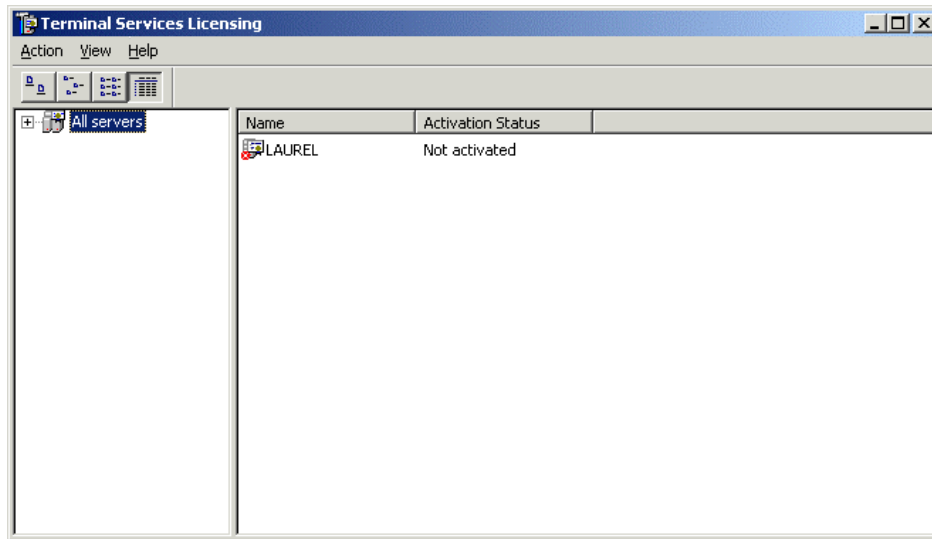 Terminal Services Licensing
Action View Help
All servers
Name Activation Status
LAUREL Not activated